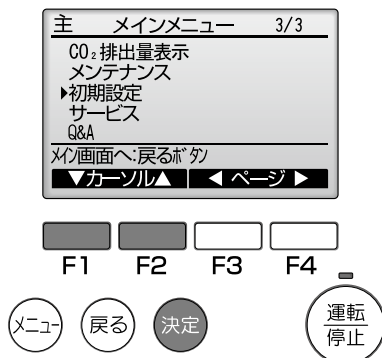 主 メインメニュー 3/3
CO₂排出量表示
メンテナンス
▶初期設定
サービス
Q&A
メイン画面へ:戻るボタン
▼カーソル▲ ◀ ページ ▶
F1 F2 F3 F4
メニュー 戻る 決定 運転
停止